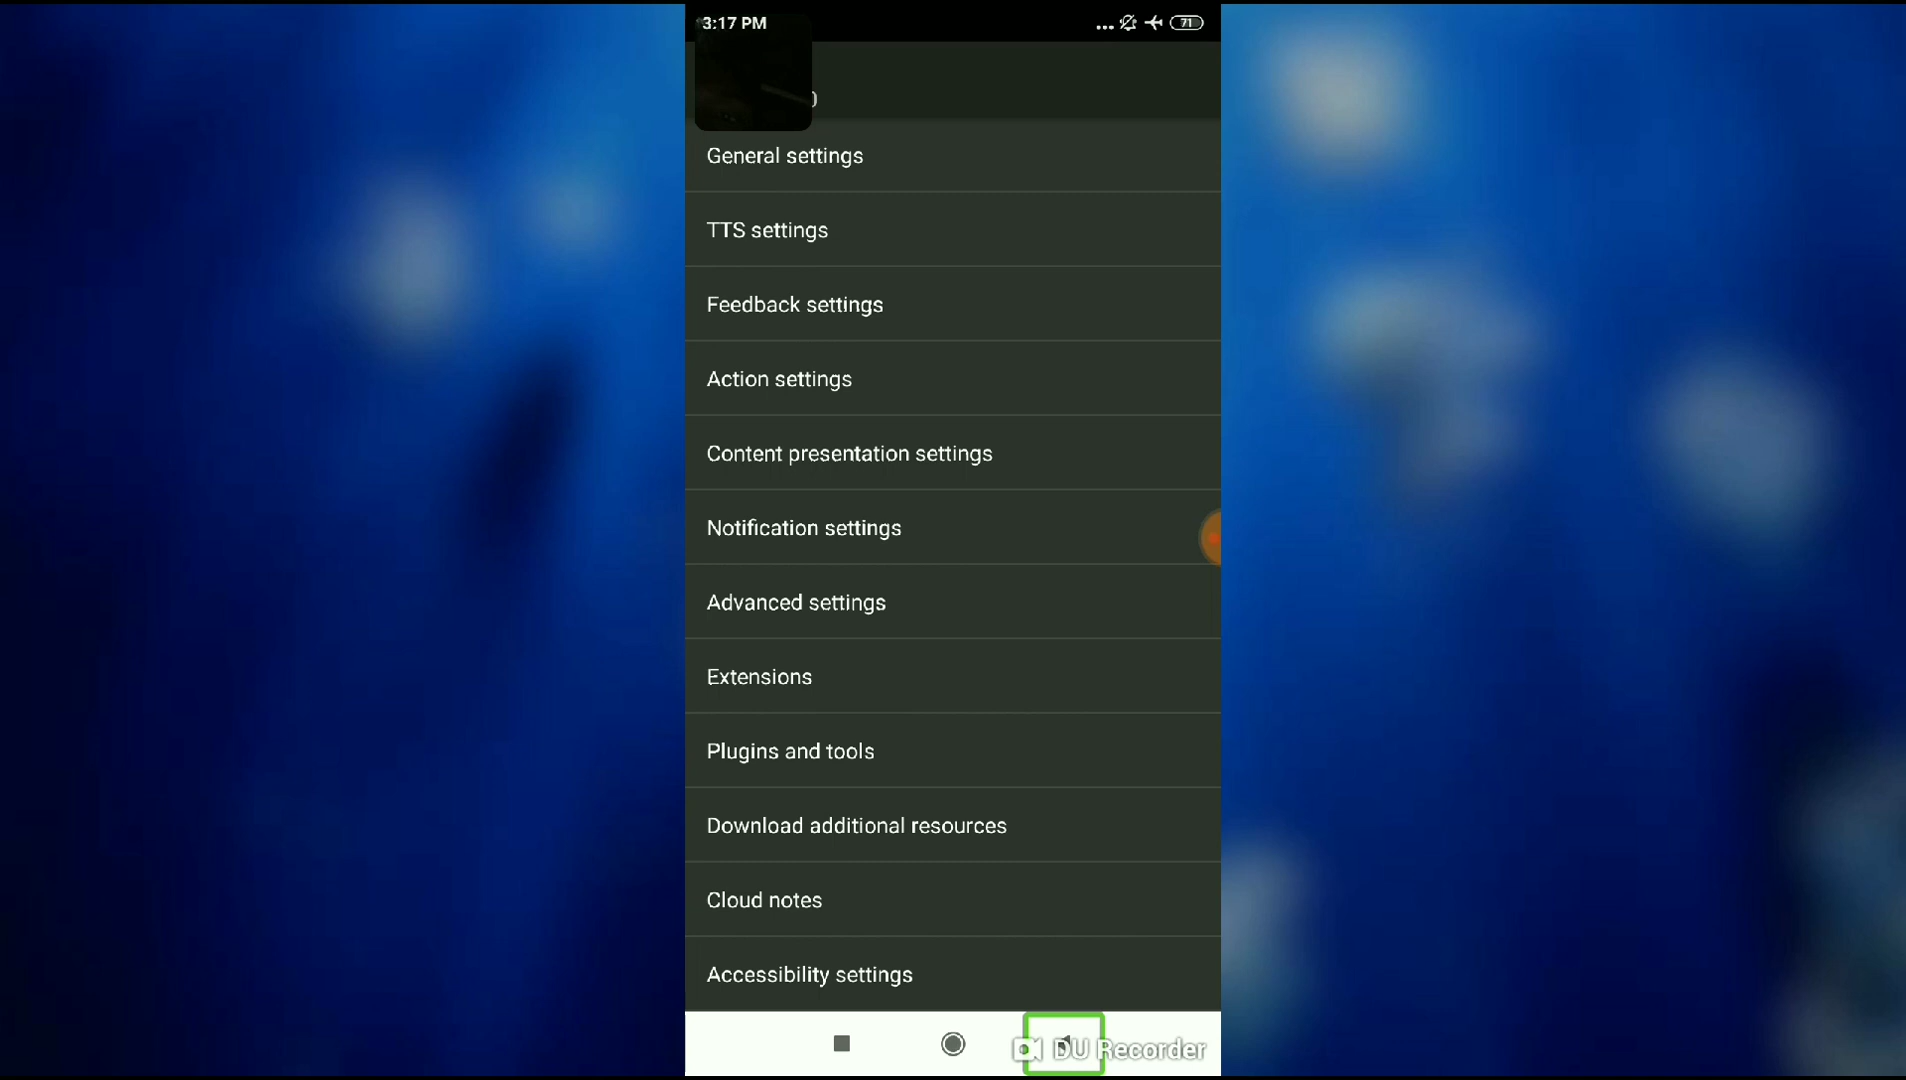 3:17 PM
71
General settings
TTS settings
Feedback settings
Action settings
Content presentation settings
Notification settings
Advanced settings
Extensions
Plugins and tools
Download additional resources
Cloud notes
Accessibility settings
DU Recorder